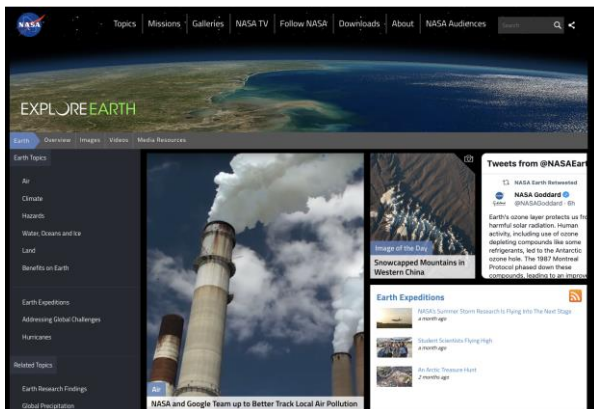 NASA
Topics
Missions
Galleries
NASA TV
Follow NASA
Downloads
About
NASA Audiences
Search
EXPLORE EARTH
Earth
Overview
Images
Videos
Media Resources
Earth Topics
Air
Climate
Hazards
Water, Oceans and Ice
Land
Benefits on Earth
Earth Expeditions
Addressing Global Challenges
Hurricanes
Related Topics
Earth Research Findings
Global Precipitation
Air
NASA and Google Team up to Better Track Local Air Pollution
Image of the Day
Snowcapped Mountains in
Western China
Tweets from @NASAEart
NASA Earth Retweeted
NASA Goddard
@NASAGoddard · 6h
Earth's ozone layer protects us fro
harmful solar radiation. Human
activity, including use of ozone
depleting compounds like some
refrigerants, led to the Antarctic
ozone hole. The 1987 Montreal
Protocol phased down these
compounds, leading to an improve
Earth Expeditions
NASA's Summer Storm Research Is Flying Into The Next Stage
a month ago
Student Scientists Flying High
a month ago
An Arctic Treasure Hunt
2 months ago